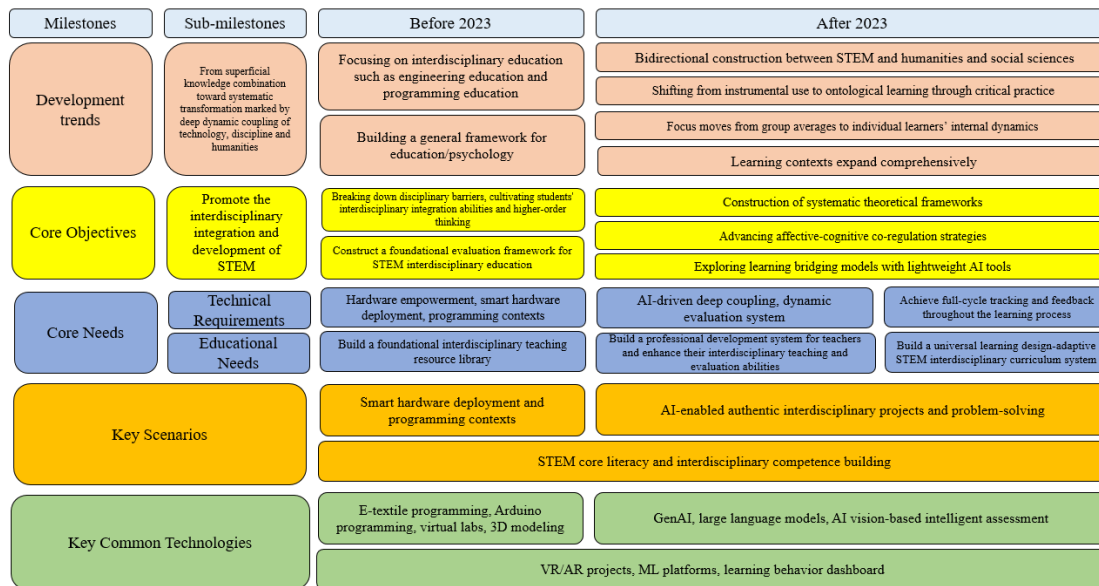 Milestones
Sub-milestones
Before 2023
After 2023
Development
trends
From superficial
knowledge combination
toward systematic
transformation marked by
deep dynamic coupling of
technology, discipline and
humanities
Focusing on interdisciplinary education
such as engineering education and
programming education
Building a general framework for
education/psychology
Bidirectional construction between STEM and humanities and social sciences
Shifting from instrumental use to ontological learning through critical practice
Focus moves from group averages to individual learners' internal dynamics
Learning contexts expand comprehensively
Core Objectives
Promote the
interdisciplinary
integration and
development of
STEM
Breaking down disciplinary barriers, cultivating students'
interdisciplinary integration abilities and higher-order
thinking
Construct a foundational evaluation framework for
STEM interdisciplinary education
Construction of systematic theoretical frameworks
Advancing affective-cognitive co-regulation strategies
Exploring learning bridging models with lightweight AI tools
Core Needs
Technical
Requirements
Hardware empowerment, smart hardware
deployment, programming contexts
AI-driven deep coupling, dynamic
evaluation system
Achieve full-cycle tracking and feedback
throughout the learning process
Educational
Needs
Build a foundational interdisciplinary teaching
resource library
Build a professional development system for teachers
and enhance their interdisciplinary teaching and
evaluation abilities
Build a universal learning design-adaptive
STEM interdisciplinary curriculum system
Key Scenarios
Smart hardware deployment and
programming contexts
AI-enabled authentic interdisciplinary projects and problem-solving
STEM core literacy and interdisciplinary competence building
Key Common Technologies
E-textile programming, Arduino
programming, virtual labs, 3D modeling
GenAI, large language models, AI vision-based intelligent assessment
VR/AR projects, ML platforms, learning behavior dashboard